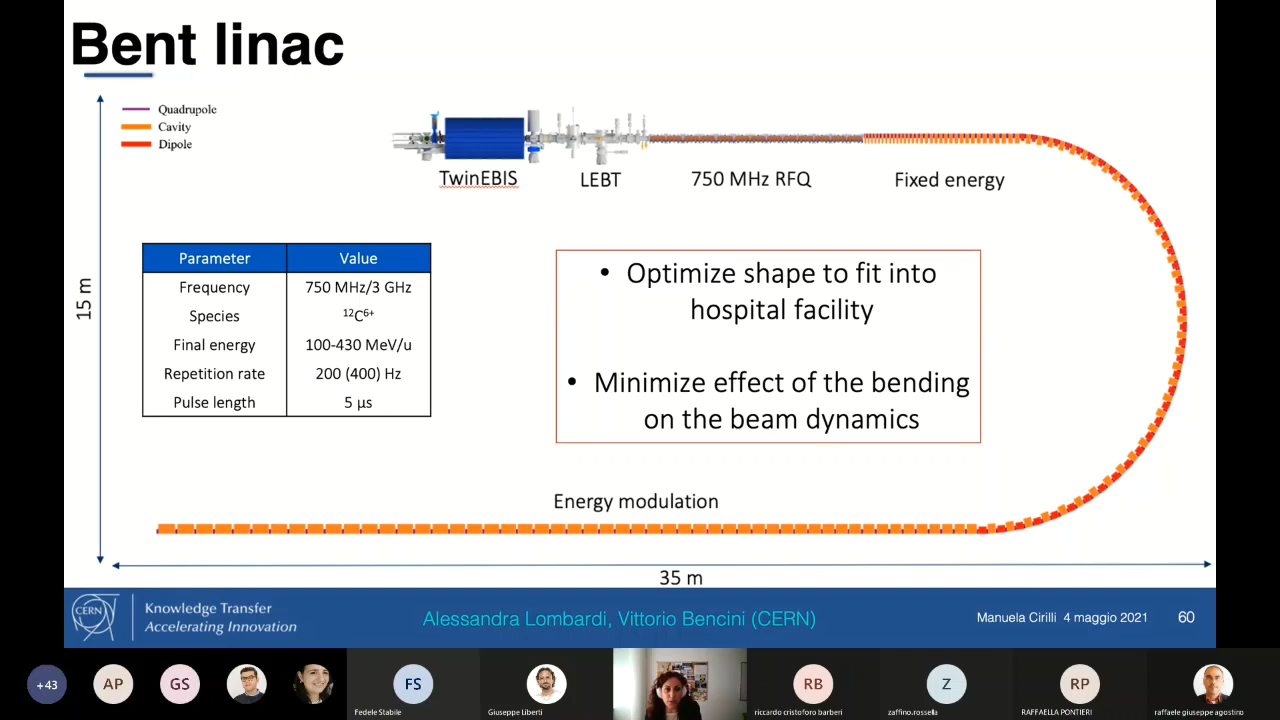 Bent linac
Quadrupole
Cavity
Dipole
TwinEBIS
LEBT
750 MHz RFQ
Fixed energy
15 m
Parameter Value
Frequency 750 MHz/3 GHz
Species ¹²C⁶⁺
Final energy 100-430 MeV/u
Repetition rate 200 (400) Hz
Pulse length 5 µs
• Optimize shape to fit into
hospital facility
• Minimize effect of the bending
on the beam dynamics
Energy modulation
35 m
CERN
Knowledge Transfer
Accelerating Innovation
Alessandra Lombardi, Vittorio Bencini (CERN)
Manuela Cirilli 4 maggio 2021 60
+43 AP GS FS RB Z RP
Fedele Stabile Giuseppe Liberti riccardo cristoforo barberi zaffino.rossella RAFFAELLA PONTIERI raffaele giuseppe agostino